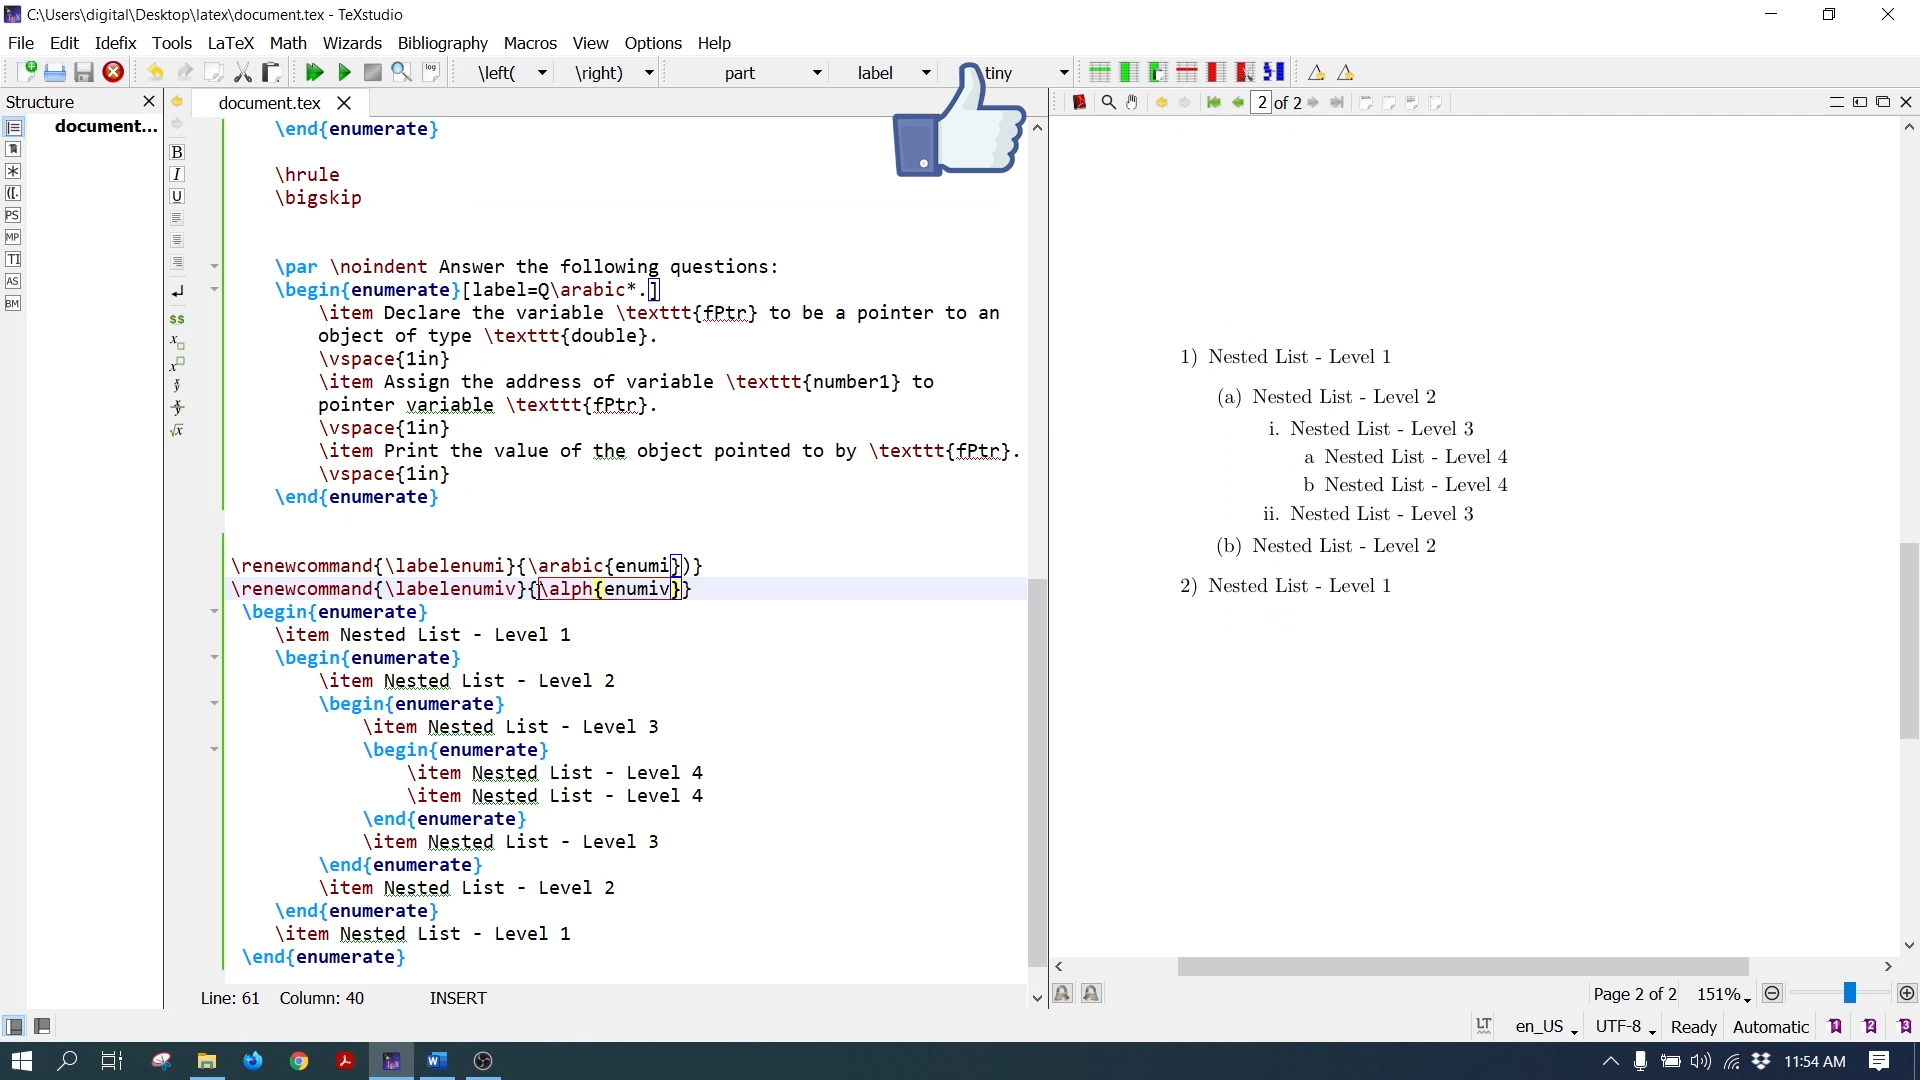 C:\Users\digital\Desktop\latex\document.tex - TeXstudio
File Edit Idefix Tools LaTeX Math Wizards Bibliography Macros View Options Help
log \left( \right) part label tiny
Structure
document.tex
2 of 2
document...
\end{enumerate}
\hrule
\bigskip
\par \noindent Answer the following questions:
\begin{enumerate}[label=Q\arabic*.]
\item Declare the variable \texttt{fPtr} to be a pointer to an
object of type \texttt{double}.
\vspace{1in}
\item Assign the address of variable \texttt{number1} to
pointer variable \texttt{fPtr}.
\vspace{1in}
\item Print the value of the object pointed to by \texttt{fPtr}.
\vspace{1in}
\end{enumerate}
\renewcommand{\labelenumi}{\arabic{enumi})}
\renewcommand{\labelenumiv}{\alph{enumiv}}
\begin{enumerate}
\item Nested List - Level 1
\begin{enumerate}
\item Nested List - Level 2
\begin{enumerate}
\item Nested List - Level 3
\begin{enumerate}
\item Nested List - Level 4
\item Nested List - Level 4
\end{enumerate}
\item Nested List - Level 3
\end{enumerate}
\item Nested List - Level 2
\end{enumerate}
\item Nested List - Level 1
\end{enumerate}
Line: 61 Column: 40 INSERT
B
I
U
$$
PS
MP
TI
AS
BM
1) Nested List - Level 1
(a) Nested List - Level 2
i. Nested List - Level 3
a Nested List - Level 4
b Nested List - Level 4
ii. Nested List - Level 3
(b) Nested List - Level 2
2) Nested List - Level 1
Page 2 of 2 151%
LT en_US UTF-8 Ready Automatic 1 2 3
11:54 AM